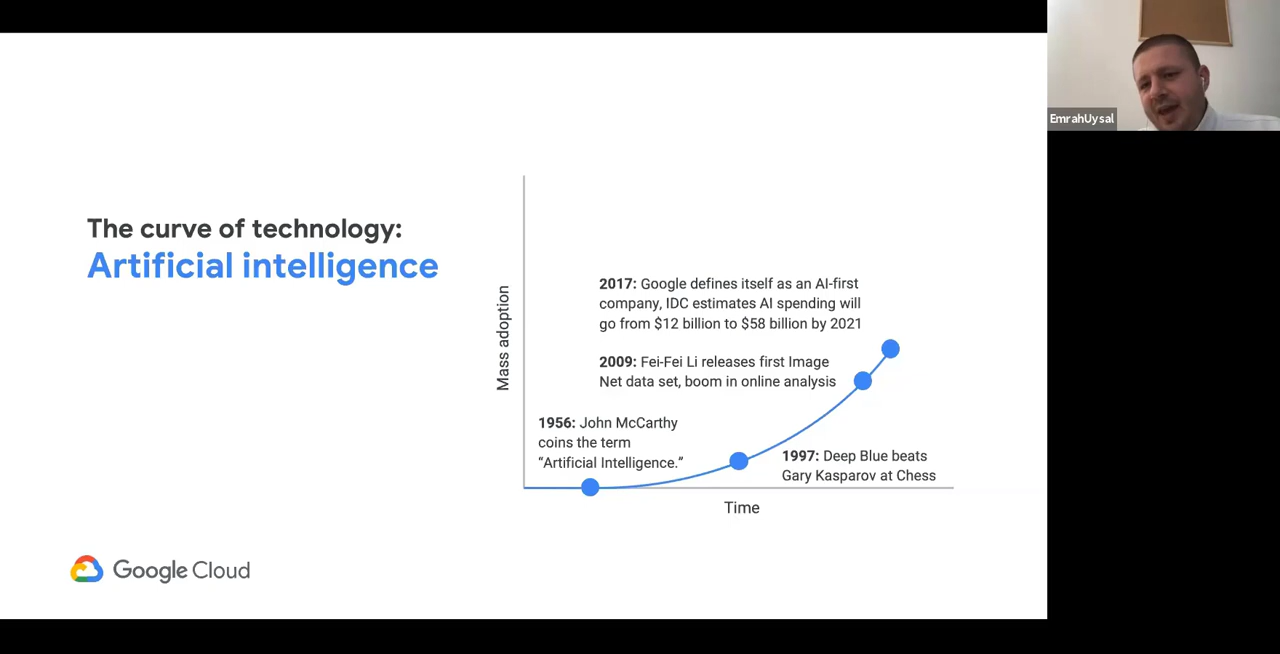 The curve of technology:
Artificial intelligence
Mass adoption
2017: Google defines itself as an AI-first
company, IDC estimates AI spending will
go from $12 billion to $58 billion by 2021
2009: Fei-Fei Li releases first Image
Net data set, boom in online analysis
1956: John McCarthy
coins the term
“Artificial Intelligence.”
1997: Deep Blue beats
Gary Kasparov at Chess
Time
Google Cloud
EmrahUysal